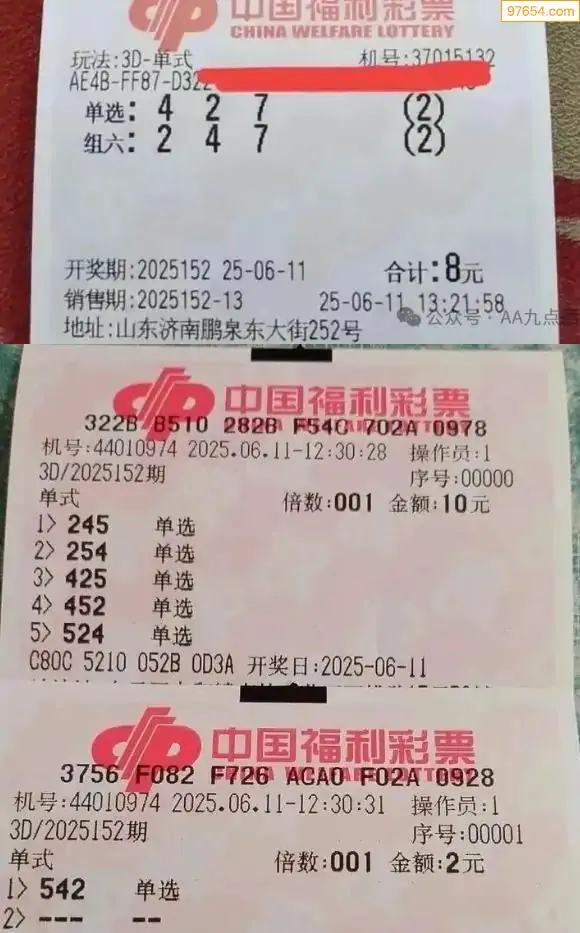 97654.com
中国福利彩票
CHINA WELFARE LOTTERY
玩法:3D-单式 机号:37015132
AE4B-FF87-D322
单选: 4 2 7 (2)
组六: 2 4 7 (2)
开奖期:2025152 25-06-11 合计:8元
销售期:2025152-13 25-06-11 13:21:58
公众号·AA九点
地址:山东济南鹏泉东大街252号
中国福利彩票
322B B510 282B F54C 702A 0978
机号:44010974 2025.06.11-12:30:28 操作员:1
3D/2025152期 序号:00000
单式 倍数:001 金额:10元
1> 245 单选
2> 254 单选
3> 425 单选
4> 452 单选
5> 524 单选
C80C 5210 052B 0D3A 开奖日:2025-06-11
中国福利彩票
3756 F082 F726 ACA0 F02A 0928
机号:44010974 2025.06.11-12:30:31 操作员:1
3D/2025152期 序号:00001
单式 倍数:001 金额:2元
1> 542 单选
2> --- --